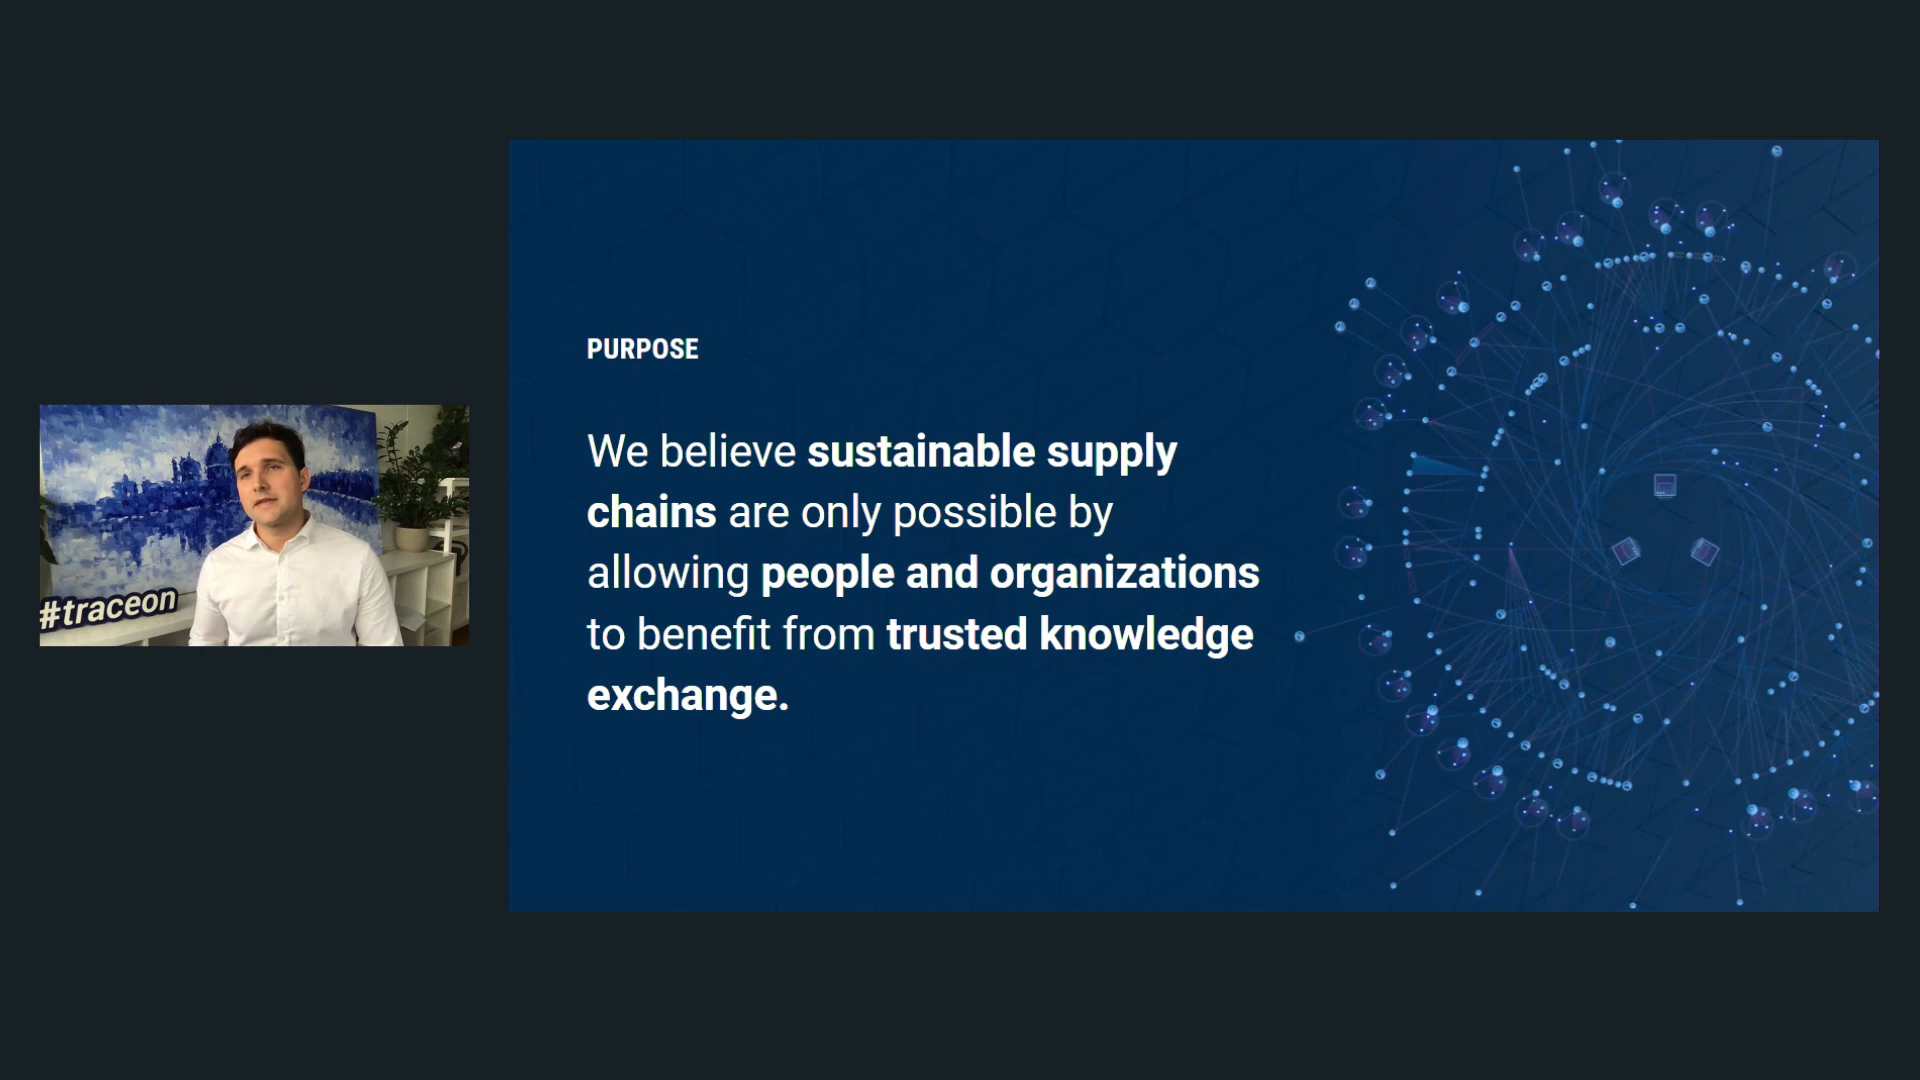 #traceon
PURPOSE
We believe sustainable supply
chains are only possible by
allowing people and organizations
to benefit from trusted knowledge
exchange.